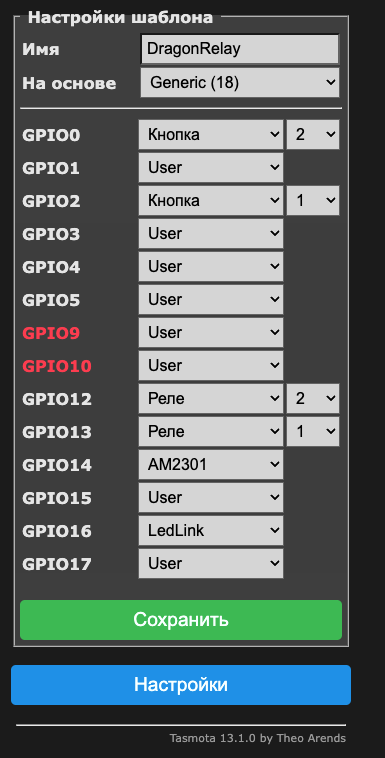 Настройки шаблона
Имя DragonRelay
На основе Generic (18)
GPIO0 Кнопка 2
GPIO1 User
GPIO2 Кнопка 1
GPIO3 User
GPIO4 User
GPIO5 User
GPIO9 User
GPIO10 User
GPIO12 Реле 2
GPIO13 Реле 1
GPIO14 AM2301
GPIO15 User
GPIO16 LedLink
GPIO17 User
Сохранить
Настройки
Tasmota 13.1.0 by Theo Arends